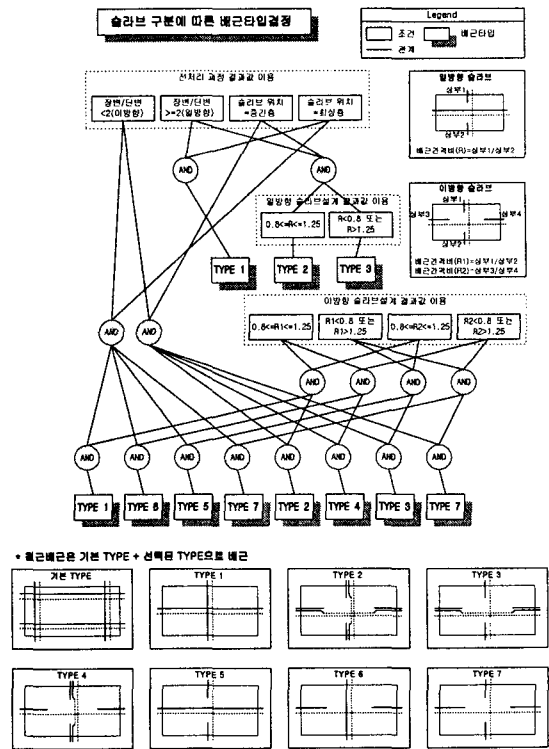 슬라브 구분에 따른 배근타입결정
Legend
조건
배근타입
관계
선처리 과정 결과값 이용
장변/단변
<2(이방향)
장변/단변
>=2(일방향)
슬라브 위치
=중간층
슬라브 위치
=최상층
일방향 슬라브
상부1
하부2
배근간격비(R)=상부1/상부2
AND
AND
일방향 슬라브설계 결과값 이용
0.8<=R<=1.25
R<0.8 또는
R>1.25
이방향 슬라브
상부1
상부3
상부4
상부2
배근간격비(R1)=상부1/상부2
배근간격비(R2)=상부3/상부4
TYPE 1
TYPE 2
TYPE 3
이방향 슬라브설계 결과값 이용
0.8<=R1<=1.25
R1<0.8 또는
R1>1.25
0.8<=R2<=1.25
R2<0.8 또는
R2>1.25
AND
AND
AND
AND
AND
AND
AND
AND
AND
AND
AND
AND
AND
AND
TYPE 1
TYPE 6
TYPE 5
TYPE 7
TYPE 2
TYPE 4
TYPE 3
TYPE 7
* 철근배근은 기본 TYPE + 선택된 TYPE으로 배근
기본 TYPE
TYPE 1
TYPE 2
TYPE 3
TYPE 4
TYPE 5
TYPE 6
TYPE 7